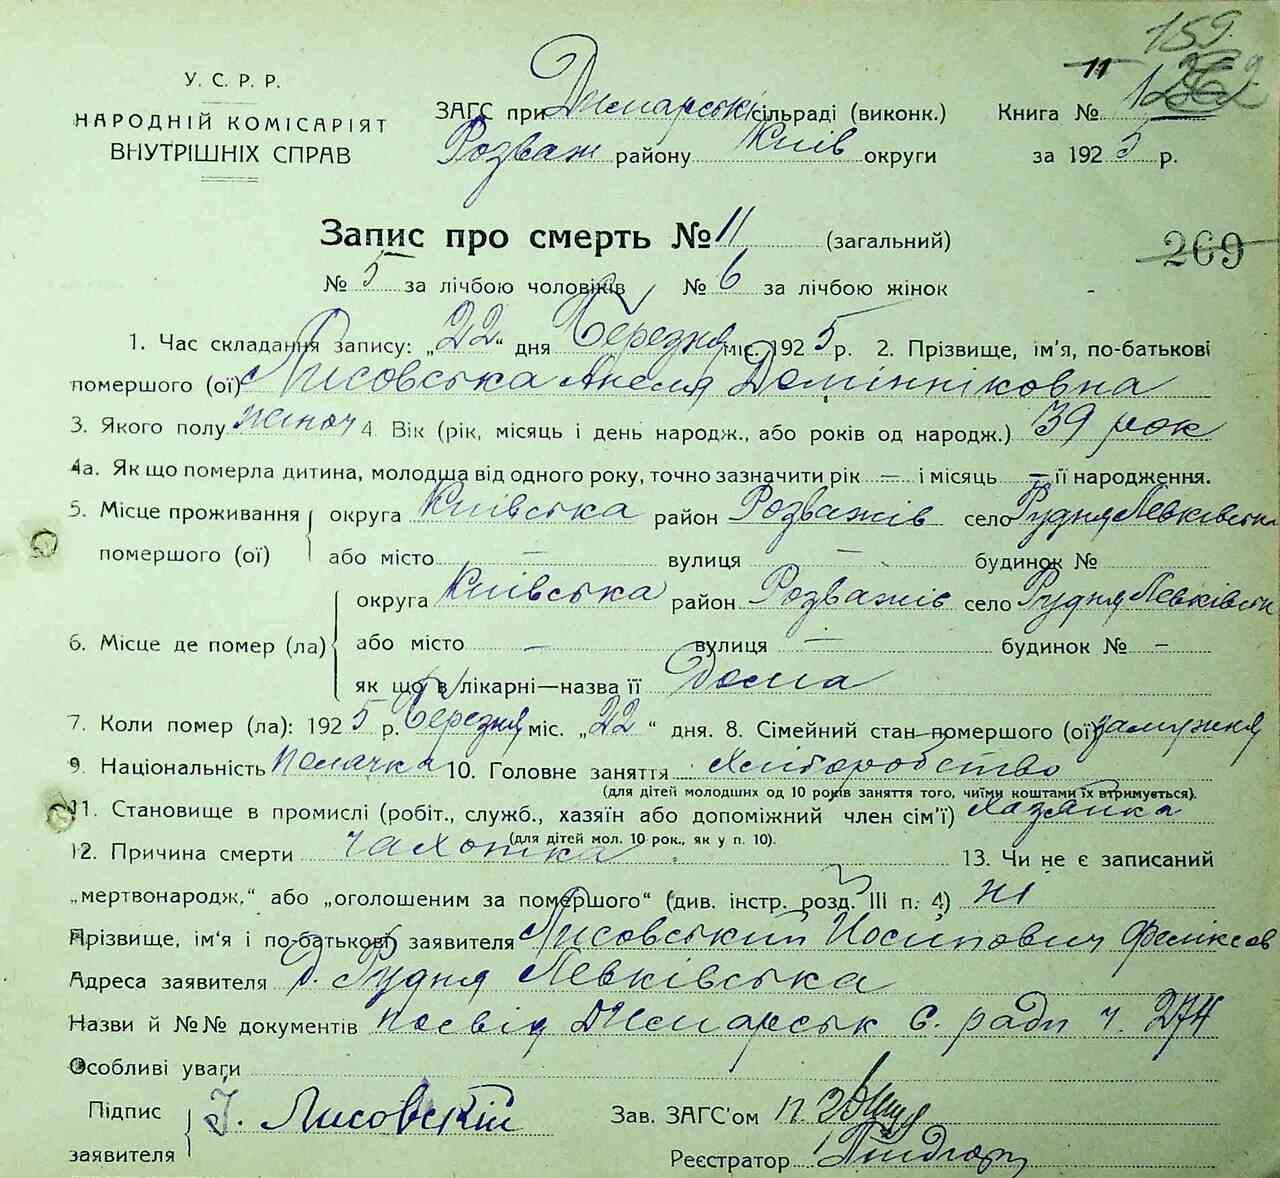 159.
У. С. Р. Р.
НАРОДНІЙ КОМІСАРІЯТ
ВНУТРІШНІХ СПРАВ
ЗАГС при Димарські сільраді (виконк.)
Розваж району Київ округи
11
Книга №
за 1925 р.
Запис про смерть № 11 (загальний)
269
№ 5 за лічбою чоловіків № 6 за лічбою жінок
1. Час складання запису: „22“ дня Березня міс. 1925 р. 2. Прізвище, ім’я, по-батькові
помершого (ої) Лисовська Анеля Домінніковна
3. Якого полу жіноч 4. Вік (рік, місяць і день народж., або років од народж.) 39 рок
4а. Як що померла дитина, молодша від одного року, точно зазначити рік — і місяць — її народження.
5. Місце проживання помершого (ої) округа Київська район Розважів село Рудня Левківська
або місто — вулиця — будинок №
6. Місце де помер (ла) округа Київська район Розважів село Рудня Левківськ
або місто — вулиця — будинок № —
як що в лікарні—назва її Дома
7. Коли помер (ла): 1925 р. Березня міс. „22“ дня. 8. Сімейний стан помершого (ої) замужня
9. Національність полячка 10. Головне заняття Хліборобство
(для дітей молодших од 10 років заняття того, чиїми коштами їх втримується).
11. Становище в промислі (робіт., служб., хазяїн або допоміжний член сім’ї) Хазяйка
(для дітей мол. 10 рок., як у п. 10).
12. Причина смерти чахотка 13. Чи не є записаний
„мертвонародж,“ або „оголошеним за помершого“ (див. інстр. розд. III п. 4) ні
Прізвище, ім’я і по-батькові заявителя Лисовський Иосипович Феліксов
Адреса заявителя с. Рудня Левківська
Назви й №№ документів посвід Димарськ с. ради ч. 274
Особливі уваги
Підпис заявителя І. Лисовскій
Зав. ЗАГС’ом
Реєстратор